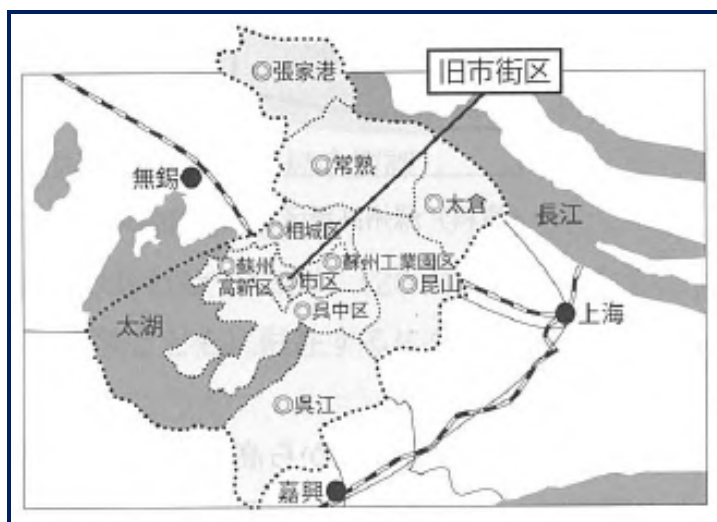 ◎張家港
旧市街区
◎常熟
無錫
◎太倉
長江
◎相城区
◎蘇州
高新区
◎蘇州工業園区
◎市区
◎昆山
◎呉中区
上海
太湖
◎呉江
嘉興